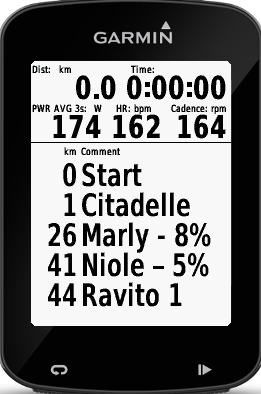 GARMIN
Dist: km Time:
0.0 0:00:00
PWR AVG 3s: W HR: bpm Cadence: rpm
174 162 164
km Comment
0 Start
1 Citadelle
26 Marly - 8%
41 Niole – 5%
44 Ravito 1